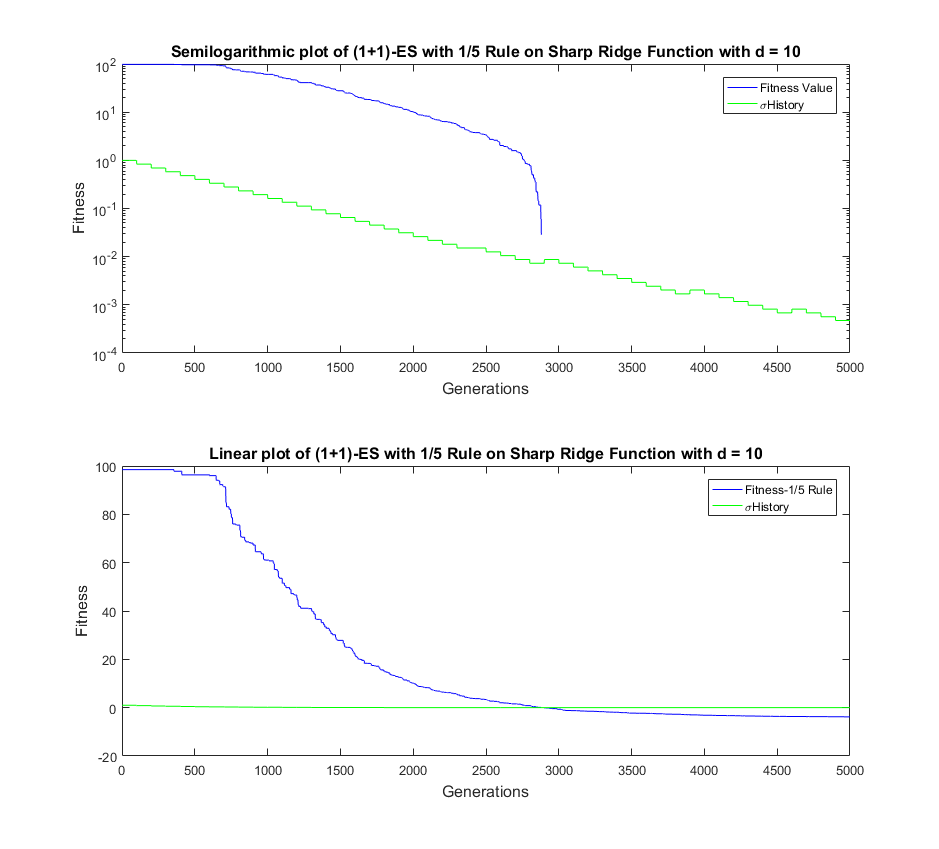 Semilogarithmic plot of (1+1)-ES with 1/5 Rule on Sharp Ridge Function with d = 10
10^2
10^1
10^0
10^-1
10^-2
10^-3
10^-4
Fitness
Fitness Value
σHistory
0 500 1000 1500 2000 2500 3000 3500 4000 4500 5000
Generations
Linear plot of (1+1)-ES with 1/5 Rule on Sharp Ridge Function with d = 10
100
80
60
40
20
0
-20
Fitness
Fitness-1/5 Rule
σHistory
0 500 1000 1500 2000 2500 3000 3500 4000 4500 5000
Generations